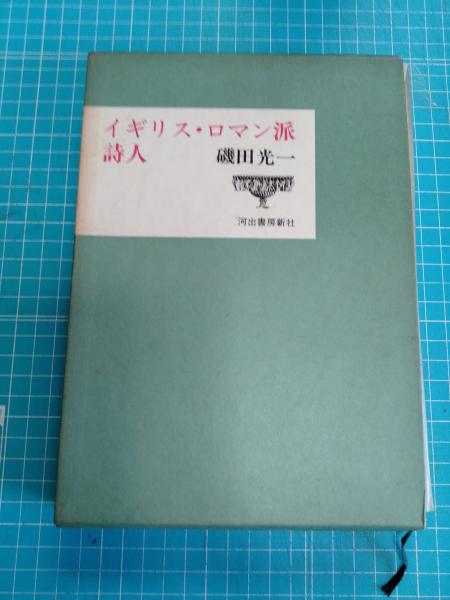 イギリス・ロマン派
詩人
磯田光一
河出書房新社